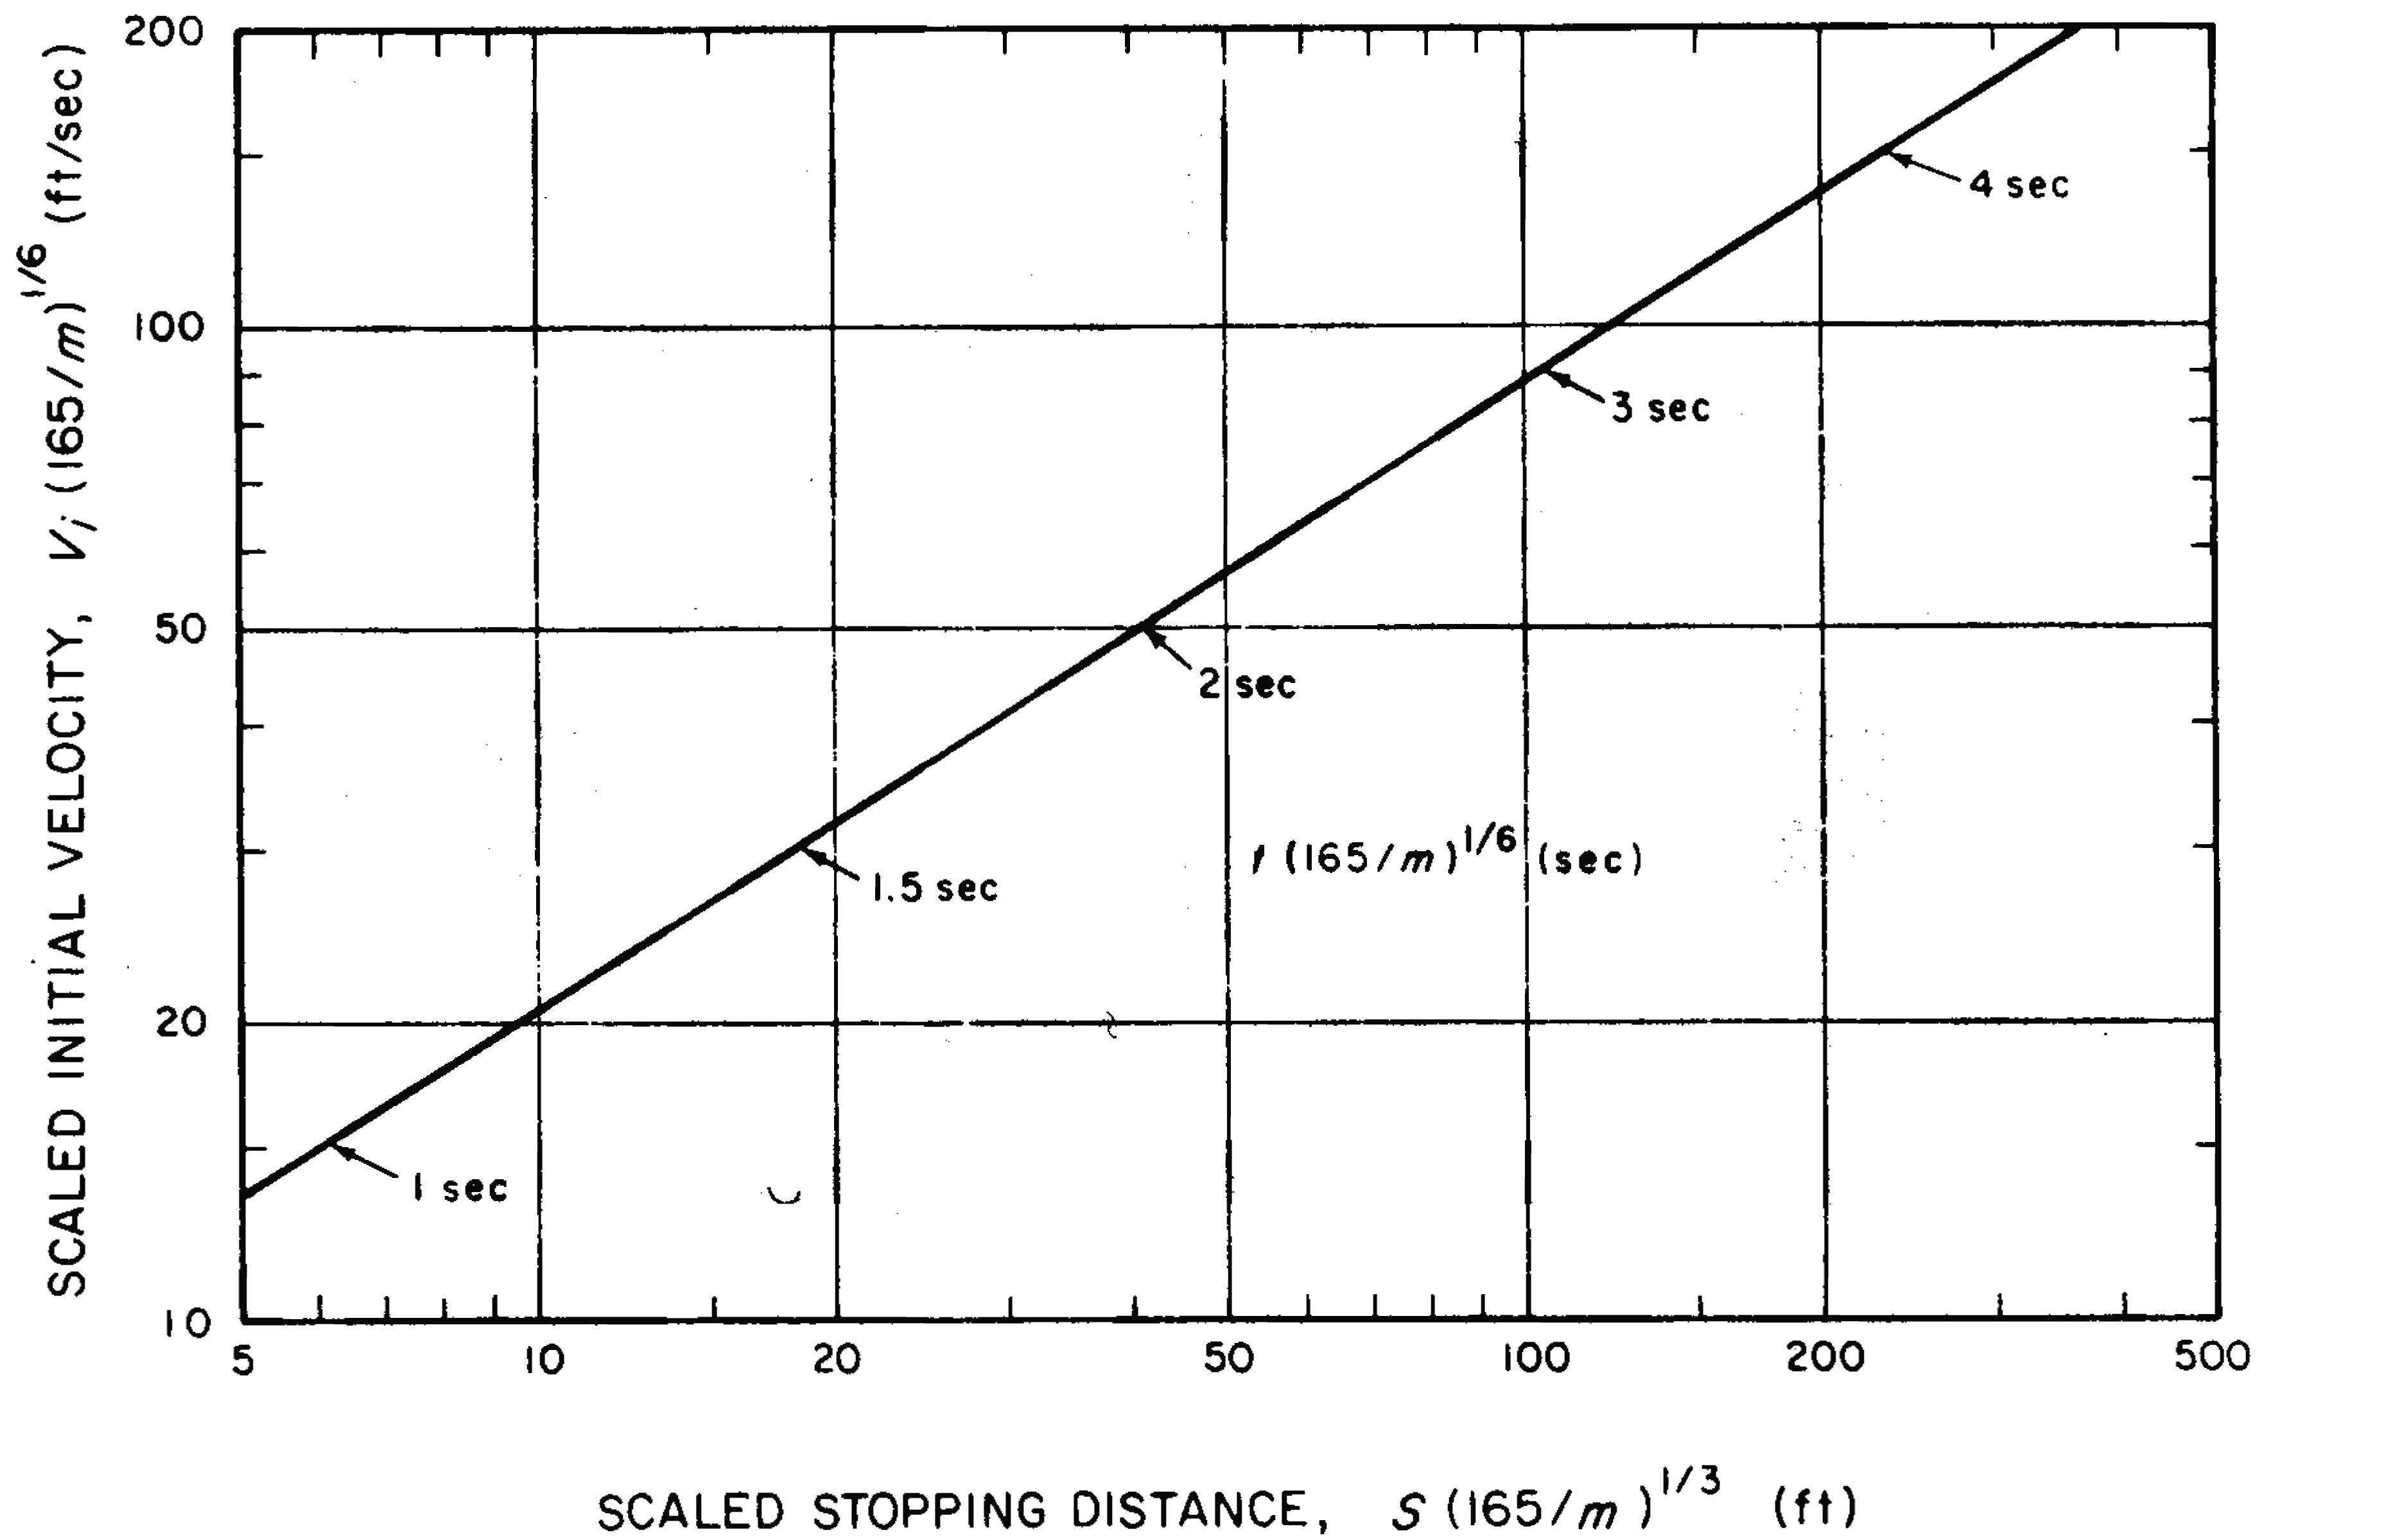 200
100
50
20
10
SCALED INITIAL VELOCITY, Vi (165/m)^1/6 (ft/sec)
4 sec
3 sec
2 sec
1.5 sec
t (165/m)^1/6 (sec)
1 sec
5 10 20 50 100 200 500
SCALED STOPPING DISTANCE, S (165/m)^1/3 (ft)